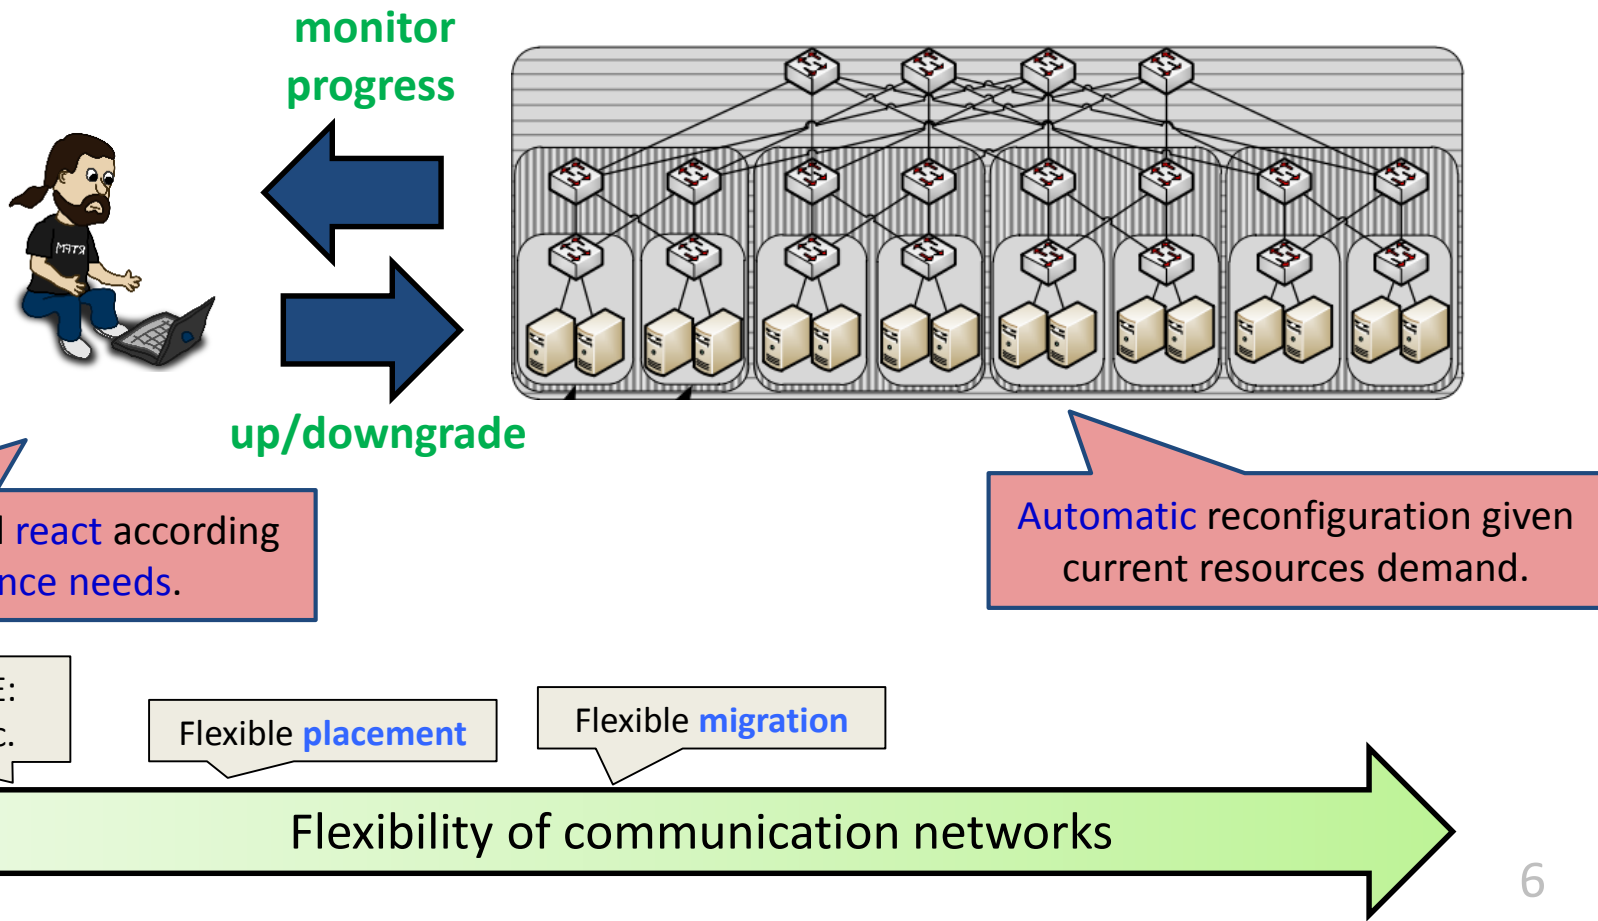 monitor
progress
up/downgrade
react according
needs.
Automatic reconfiguration given
current resources demand.
Flexible placement
Flexible migration
Flexibility of communication networks
6